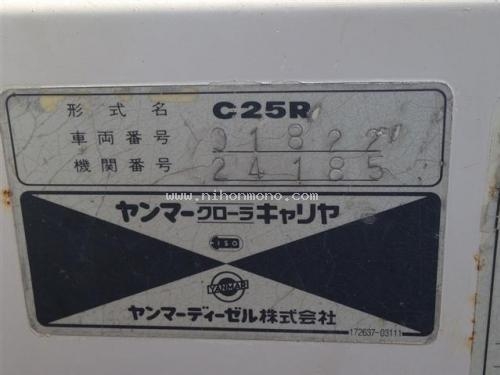 形式名 C25R
車両番号 01822
機関番号 24185
www.nihonmono.com
ヤンマークローラキャリヤ
ISO
YANMAR
ヤンマーディーゼル株式会社
172637-03111